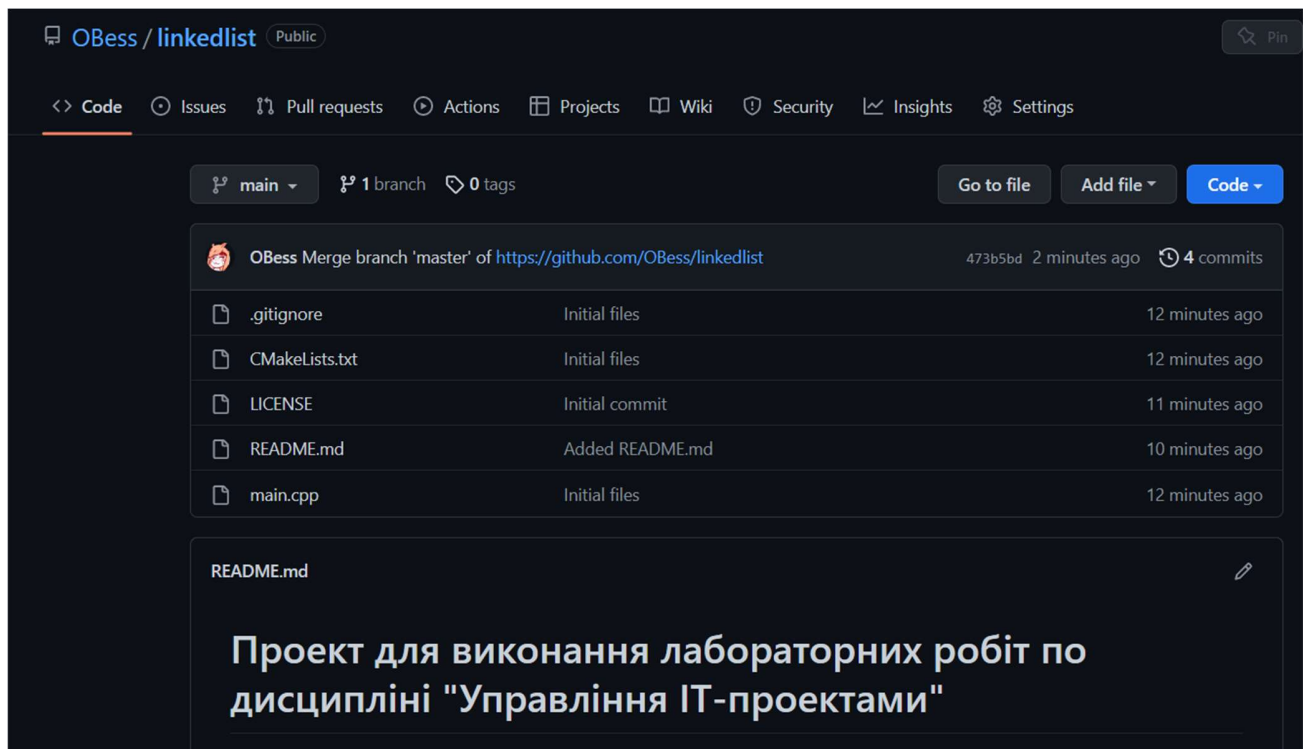 OBess / linkedlist Public Pin
Code Issues Pull requests Actions Projects Wiki Security Insights Settings
main 1 branch 0 tags Go to file Add file Code
OBess Merge branch 'master' of https://github.com/OBess/linkedlist 473b5bd 2 minutes ago 4 commits
.gitignore Initial files 12 minutes ago
CMakeLists.txt Initial files 12 minutes ago
LICENSE Initial commit 11 minutes ago
README.md Added README.md 10 minutes ago
main.cpp Initial files 12 minutes ago
README.md
Проект для виконання лабораторних робіт по
дисципліні "Управління ІТ-проектами"